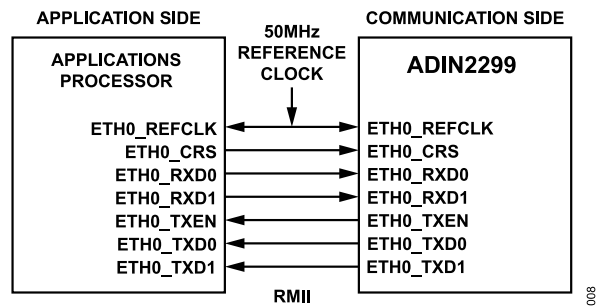 APPLICATION SIDE
COMMUNICATION SIDE
50MHz
REFERENCE
CLOCK
APPLICATIONS
PROCESSOR
ADIN2299
ETH0_REFCLK
ETH0_REFCLK
ETH0_CRS
ETH0_CRS
ETH0_RXD0
ETH0_RXD0
ETH0_RXD1
ETH0_RXD1
ETH0_TXEN
ETH0_TXEN
ETH0_TXD0
ETH0_TXD0
ETH0_TXD1
ETH0_TXD1
RMII
008